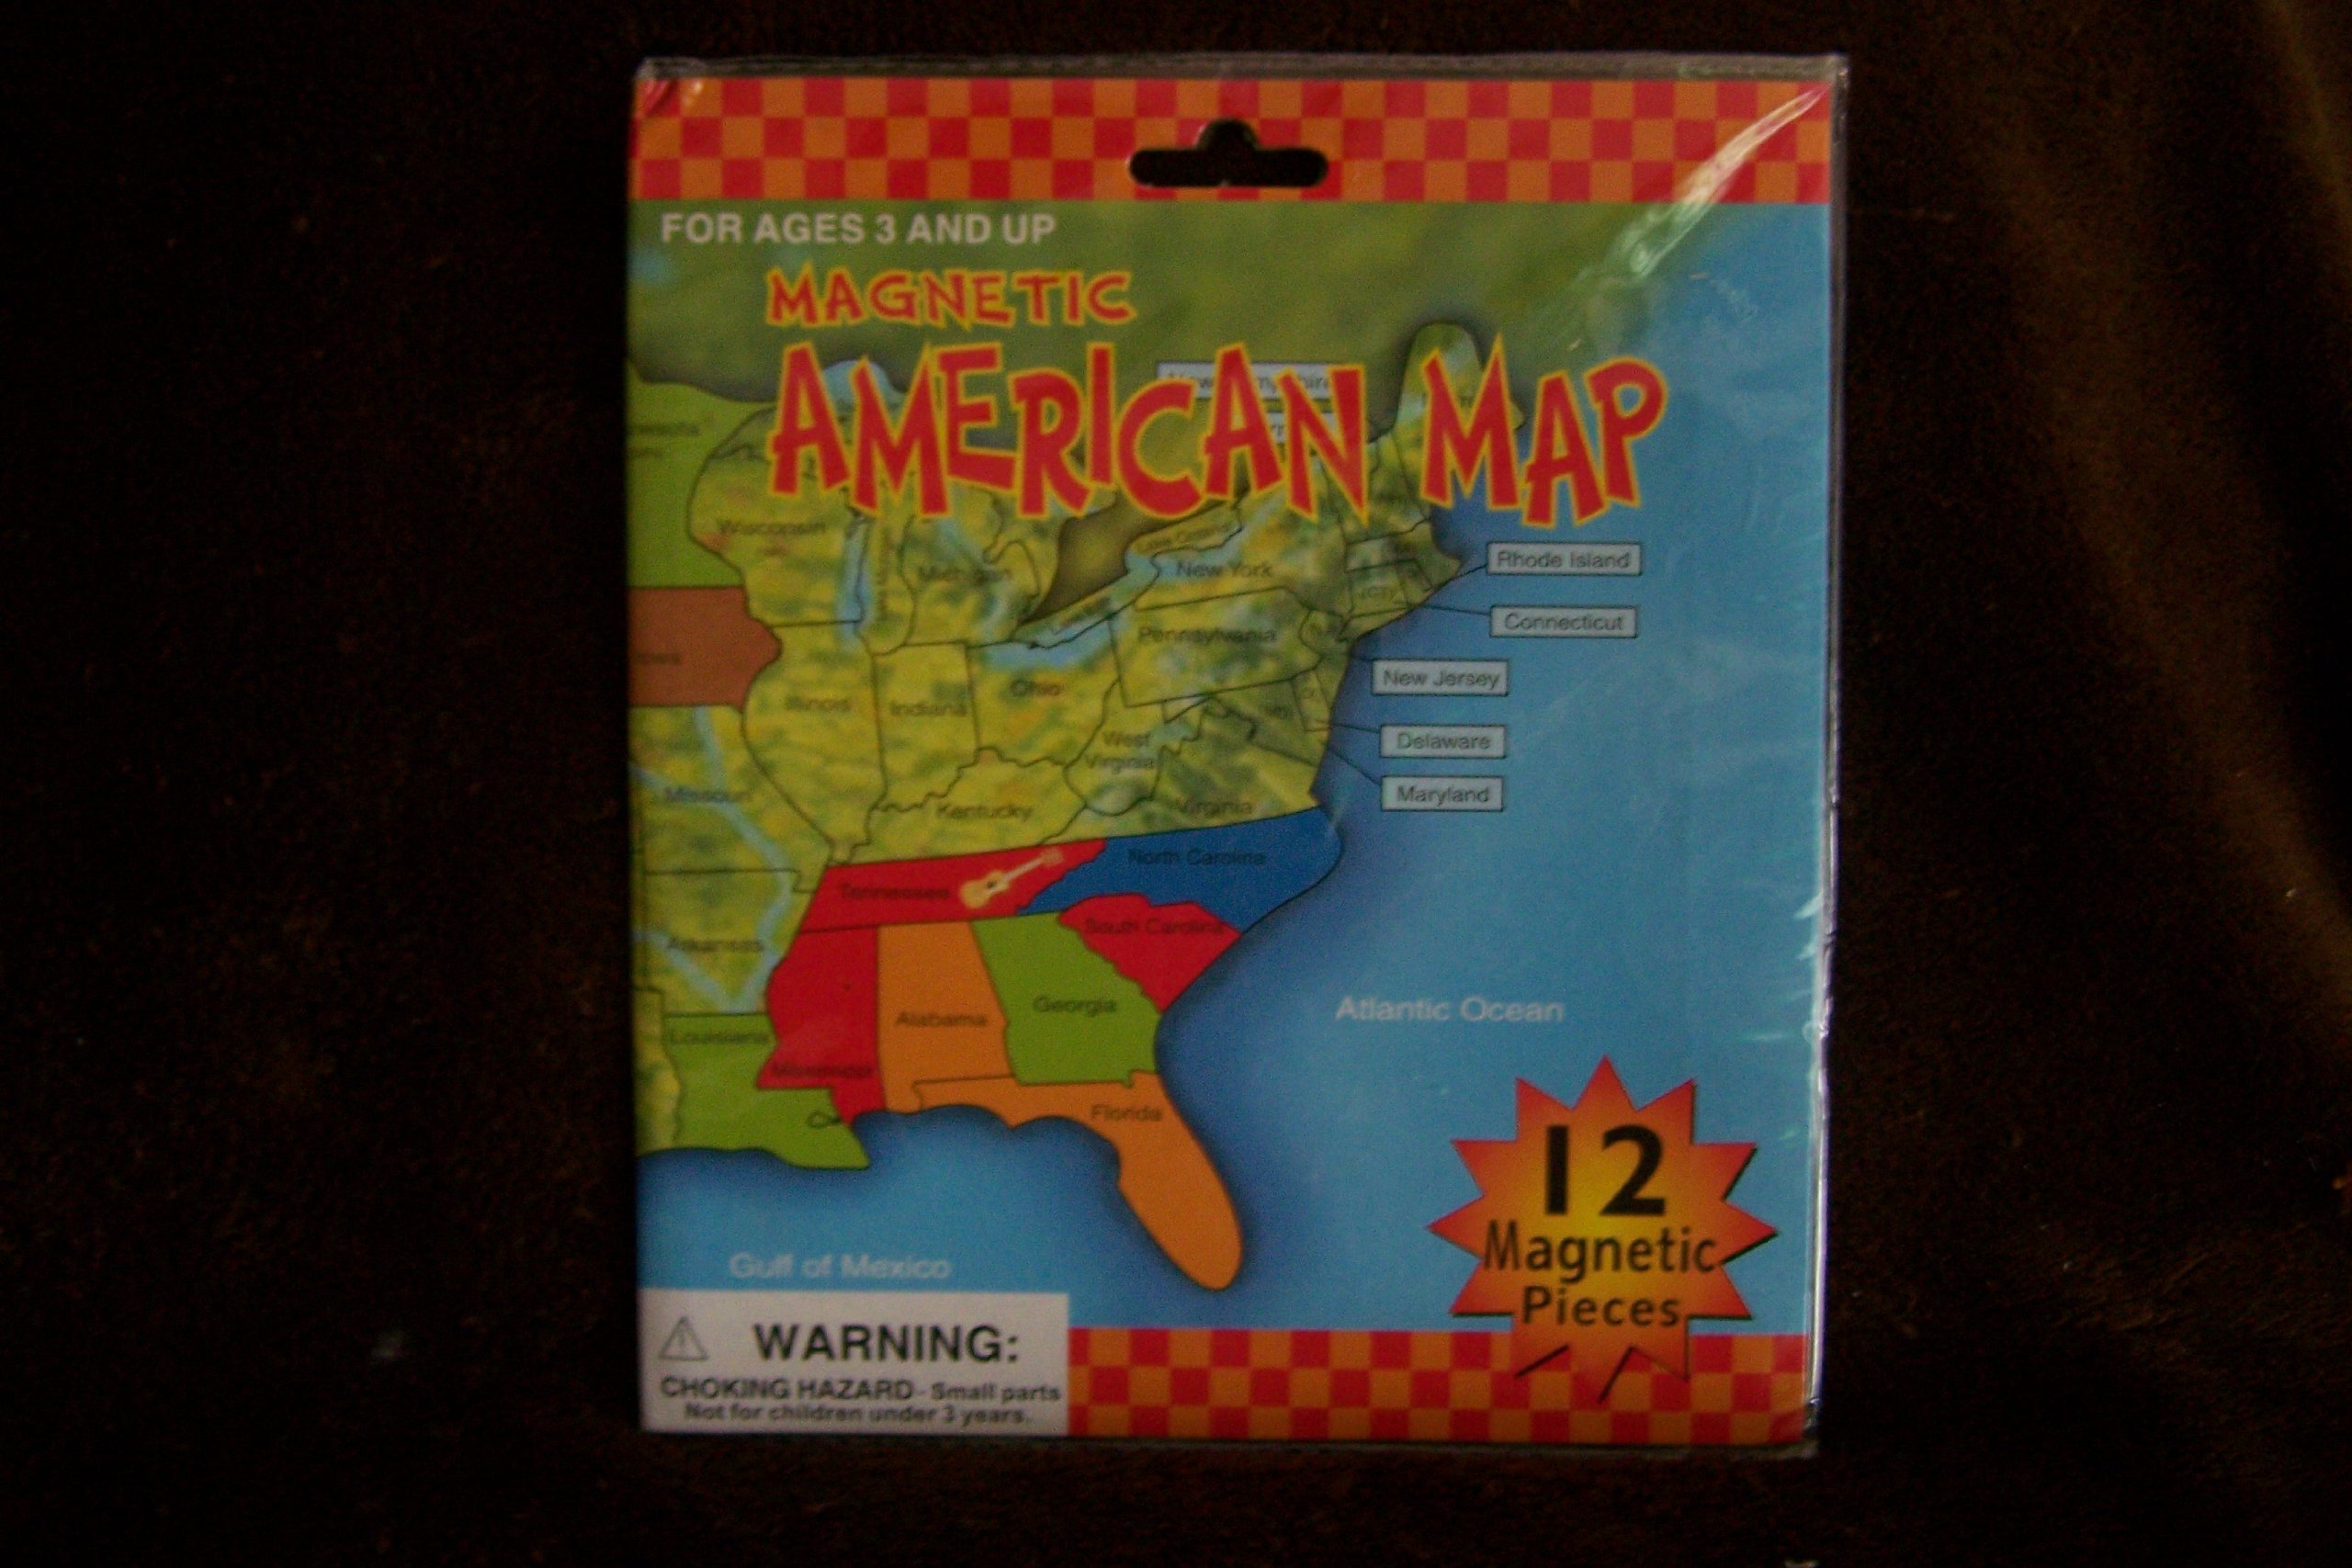 FOR AGES 3 AND UP
MAGNETIC
AMERICAN MAP
Wisconsin
Michigan
New York
Rhode Island
(CT)
Connecticut
Pennsylvania
New Jersey
Illinois
Indiana
Ohio
West
Virginia
Delaware
Missouri
Kentucky
Virginia
Maryland
Tennessee
North Carolina
South Carolina
Arkansas
Louisiana
Mississippi
Alabama
Georgia
Atlantic Ocean
Florida
12
Magnetic
Pieces
Gulf of Mexico
WARNING:
CHOKING HAZARD - Small parts
Not for children under 3 years.